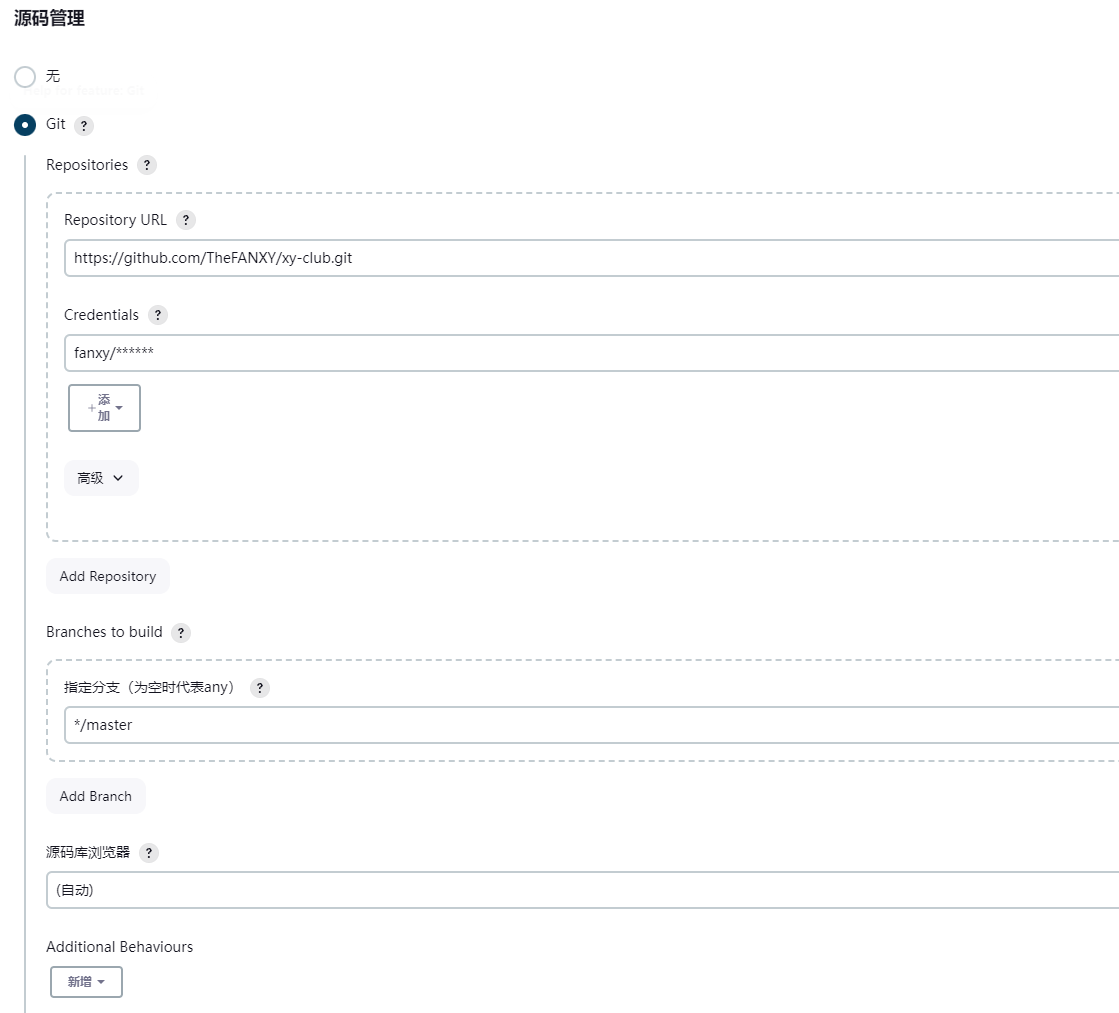 源码管理
无
Git ?
Repositories ?
Repository URL ?
https://github.com/TheFANXY/xy-club.git
Credentials ?
fanxy/******
+添
加
高级
Add Repository
Branches to build ?
指定分支（为空时代表any） ?
*/master
Add Branch
源码库浏览器 ?
(自动)
Additional Behaviours
新增